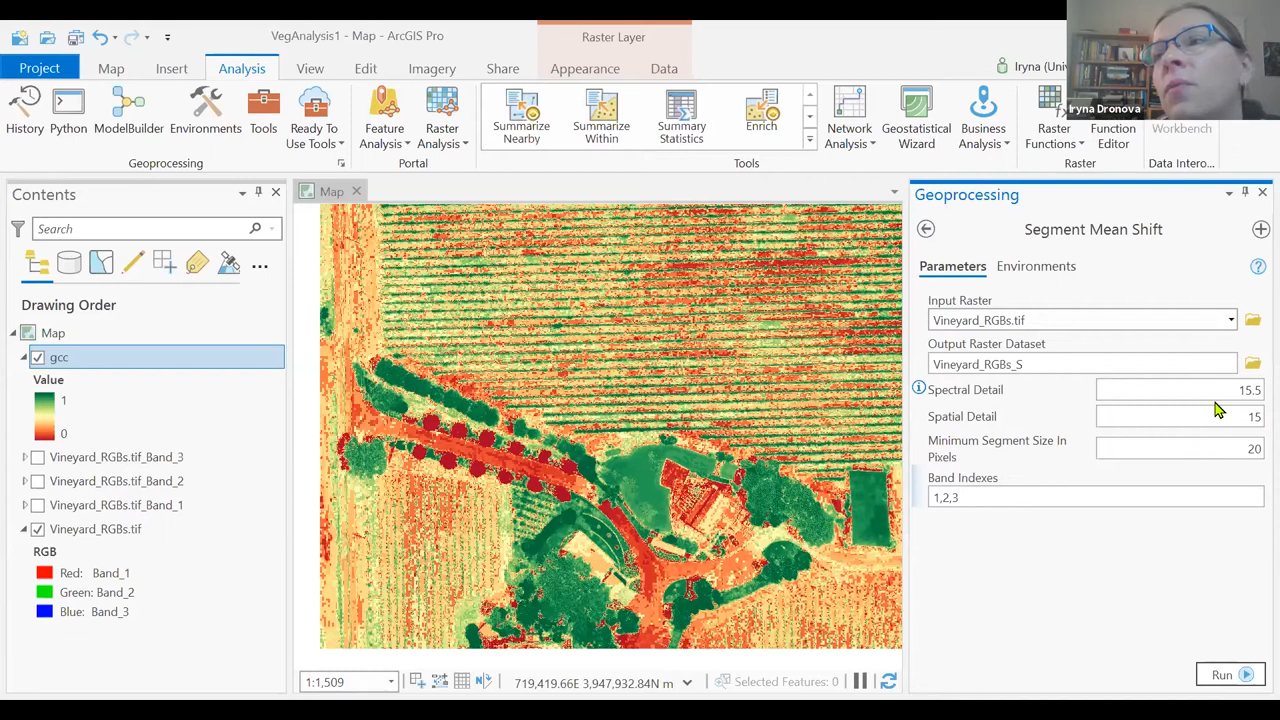 VegAnalysis1 - Map - ArcGIS Pro
Raster Layer
Project
Map
Insert
Analysis
View
Edit
Imagery
Share
Appearance
Data
Iryna (Uni
Iryna Dronova
History
Python
ModelBuilder
Environments
Tools
Ready To
Use Tools
Feature
Analysis
Raster
Analysis
Summarize
Nearby
Summarize
Within
Summary
Statistics
Enrich
Network
Analysis
Geostatistical
Wizard
Business
Analysis
Raster
Functions
Function
Editor
Workbench
Geoprocessing
Portal
Tools
Raster
Data Intero...
Contents
Search
Drawing Order
Map
gcc
Value
1
0
Vineyard_RGBs.tif_Band_3
Vineyard_RGBs.tif_Band_2
Vineyard_RGBs.tif_Band_1
Vineyard_RGBs.tif
RGB
Red: Band_1
Green: Band_2
Blue: Band_3
Map
1:1,509
719,419.66E 3,947,932.84N m
Selected Features: 0
Geoprocessing
Segment Mean Shift
Parameters
Environments
Input Raster
Vineyard_RGBs.tif
Output Raster Dataset
Vineyard_RGBs_S
Spectral Detail
15.5
Spatial Detail
15
Minimum Segment Size In
Pixels
20
Band Indexes
1,2,3
Run